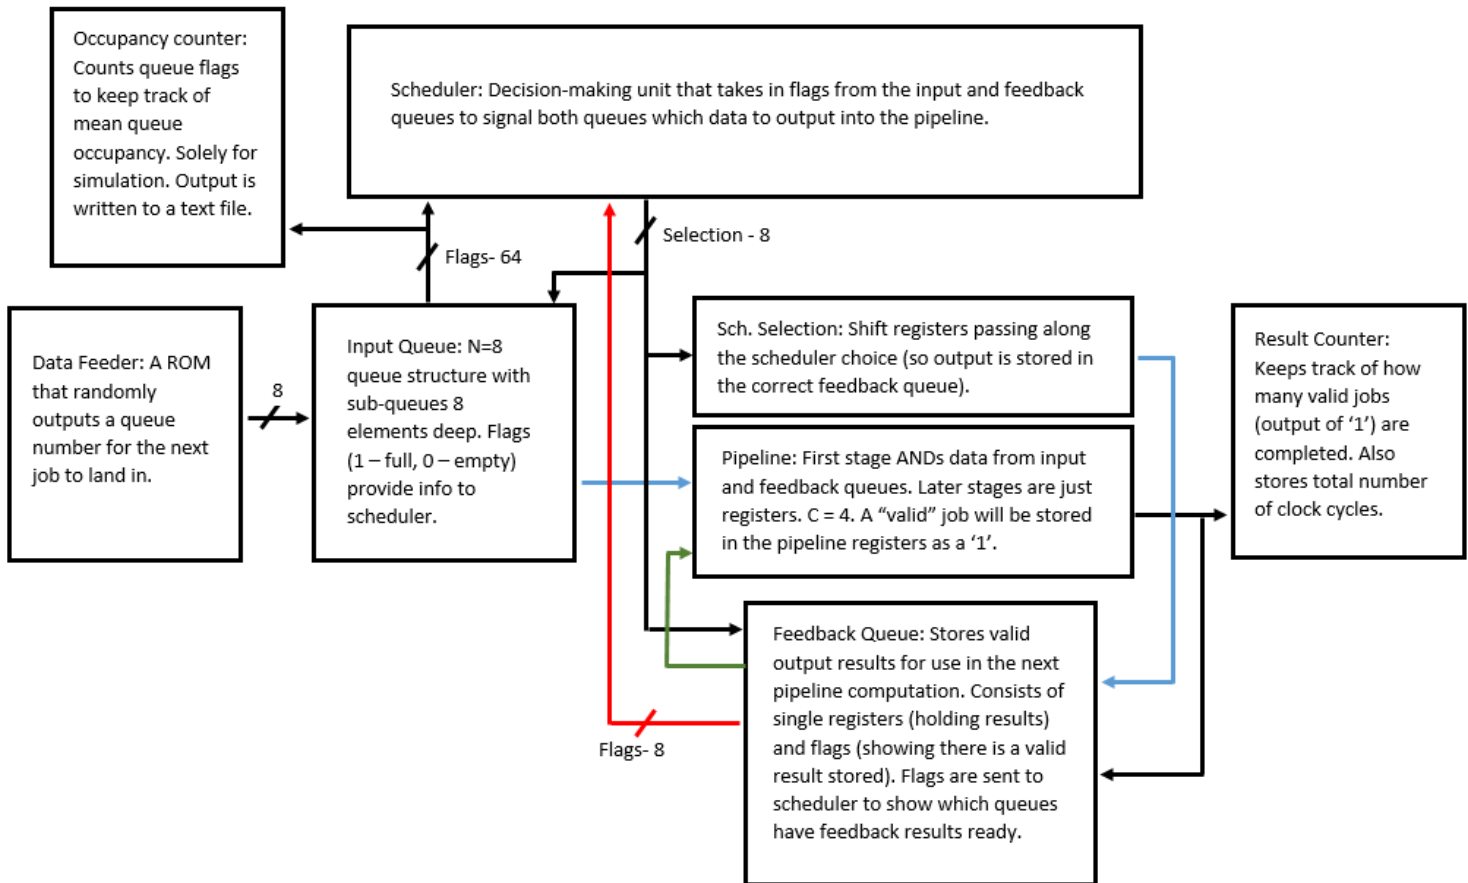 Occupancy counter:
Counts queue flags
to keep track of
mean queue
occupancy. Solely for
simulation. Output is
written to a text file.
Scheduler: Decision-making unit that takes in flags from the input and feedback
queues to signal both queues which data to output into the pipeline.
Selection - 8
Flags- 64
Data Feeder: A ROM
that randomly
outputs a queue
number for the next
job to land in.
8
Input Queue: N=8
queue structure with
sub-queues 8
elements deep. Flags
(1 – full, 0 – empty)
provide info to
scheduler.
Sch. Selection: Shift registers passing along
the scheduler choice (so output is stored in
the correct feedback queue).
Pipeline: First stage ANDs data from input
and feedback queues. Later stages are just
registers. C = 4. A “valid” job will be stored
in the pipeline registers as a ‘1’.
Result Counter:
Keeps track of how
many valid jobs
(output of ‘1’) are
completed. Also
stores total number
of clock cycles.
Feedback Queue: Stores valid
output results for use in the next
pipeline computation. Consists of
single registers (holding results)
and flags (showing there is a valid
result stored). Flags are sent to
scheduler to show which queues
have feedback results ready.
Flags- 8